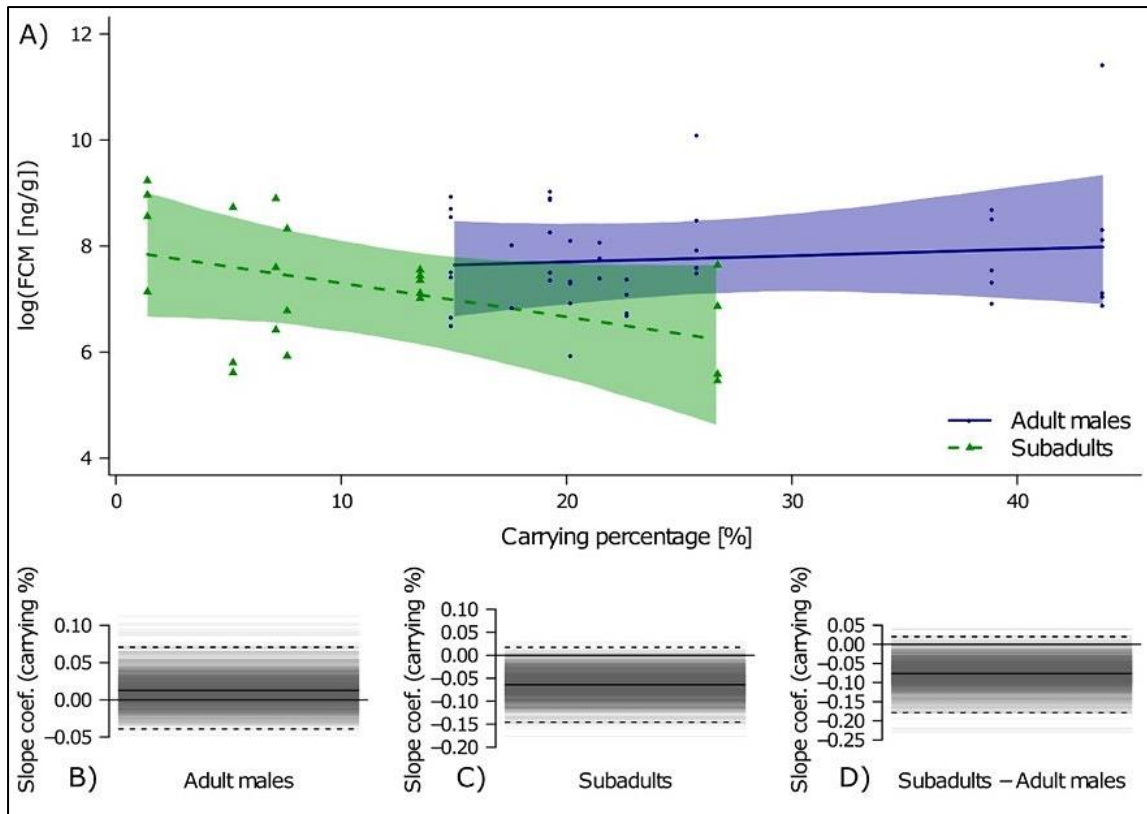 A)
12
10
8
6
4
log(FCM [ng/g])
Adult males
Subadults
0 10 20 30 40
Carrying percentage [%]
Slope coef. (carrying %)
0.10
0.05
0.00
−0.05
B) Adult males
Slope coef. (carrying %)
0.10
0.05
0.00
−0.05
−0.10
−0.15
−0.20
C) Subadults
Slope coef. (carrying %)
0.05
0.00
−0.05
−0.10
−0.15
−0.20
−0.25
D) Subadults − Adult males